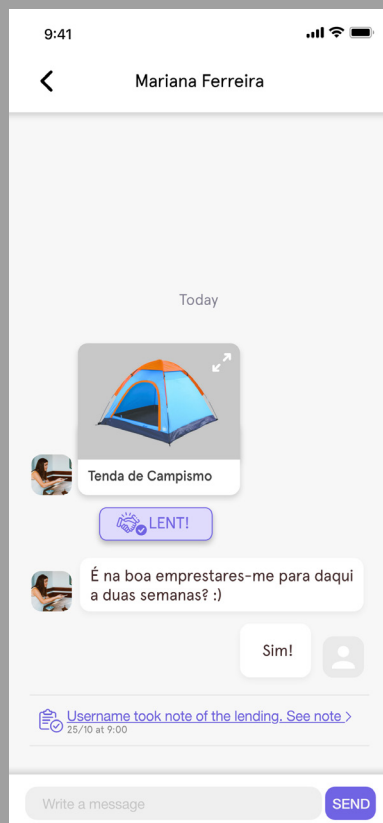 9:41
Mariana Ferreira
Today
Tenda de Campismo
LENT!
É na boa emprestares-me para daqui
a duas semanas? :)
Sim!
Username took note of the lending. See note >
25/10 at 9:00
Write a message
SEND